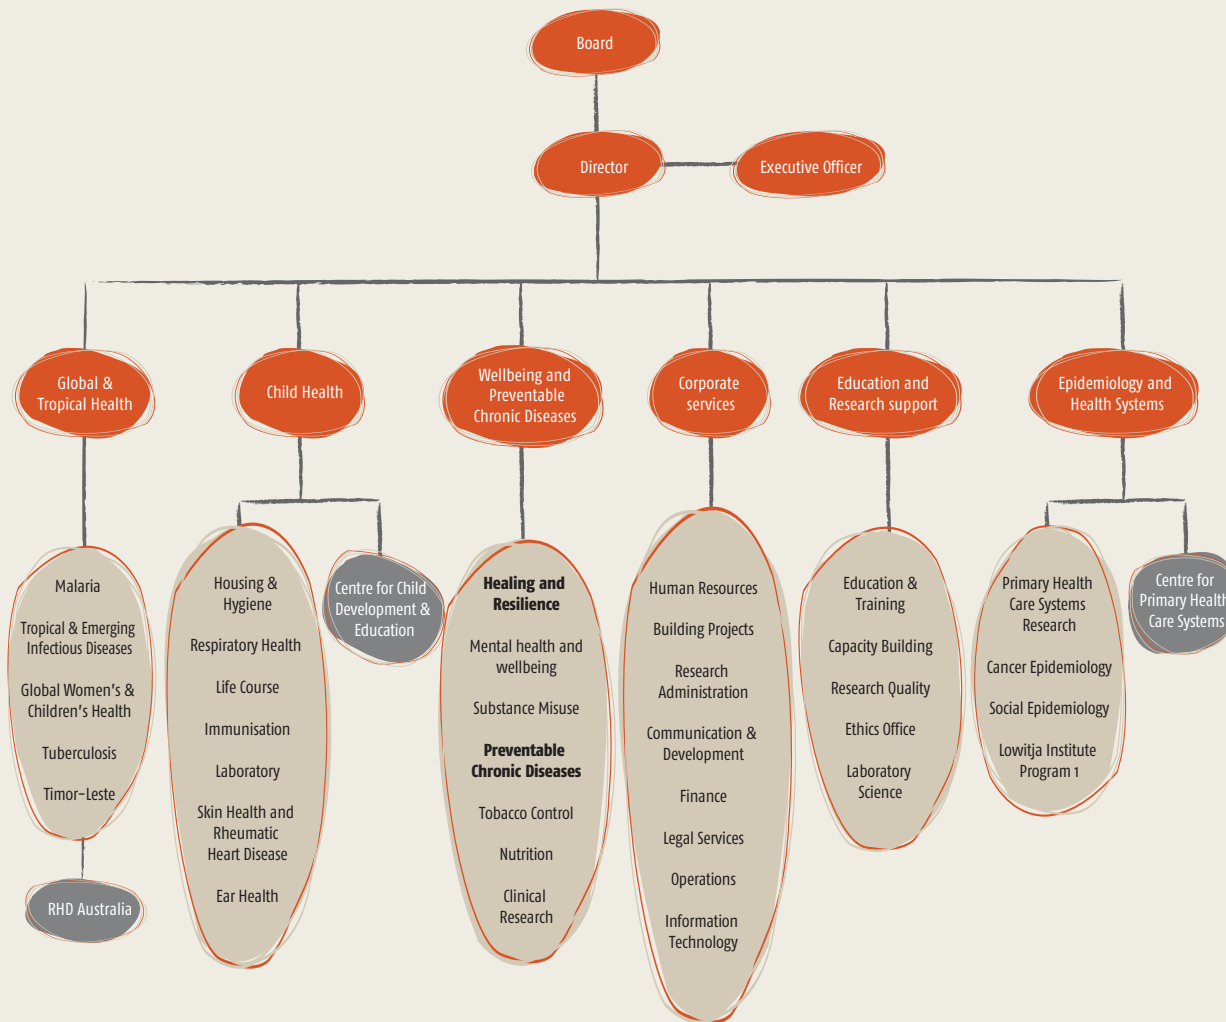 Board
Director
Executive Officer
Global &
Tropical Health
Child Health
Wellbeing and
Preventable
Chronic Diseases
Corporate
services
Education and
Research support
Epidemiology and
Health Systems
Malaria
Tropical & Emerging
Infectious Diseases
Global Women's &
Children's Health
Tuberculosis
Timor-Leste
RHD Australia
Housing &
Hygiene
Respiratory Health
Life Course
Immunisation
Laboratory
Skin Health and
Rheumatic
Heart Disease
Ear Health
Centre for Child
Development &
Education
Healing and
Resilience
Mental health and
wellbeing
Substance Misuse
Preventable
Chronic Diseases
Tobacco Control
Nutrition
Clinical
Research
Human Resources
Building Projects
Research
Administration
Communication &
Development
Finance
Legal Services
Operations
Information
Technology
Education &
Training
Capacity Building
Research Quality
Ethics Office
Laboratory
Science
Primary Health
Care Systems
Research
Cancer Epidemiology
Social Epidemiology
Lowitja Institute
Program 1
Centre for
Primary Health
Care Systems